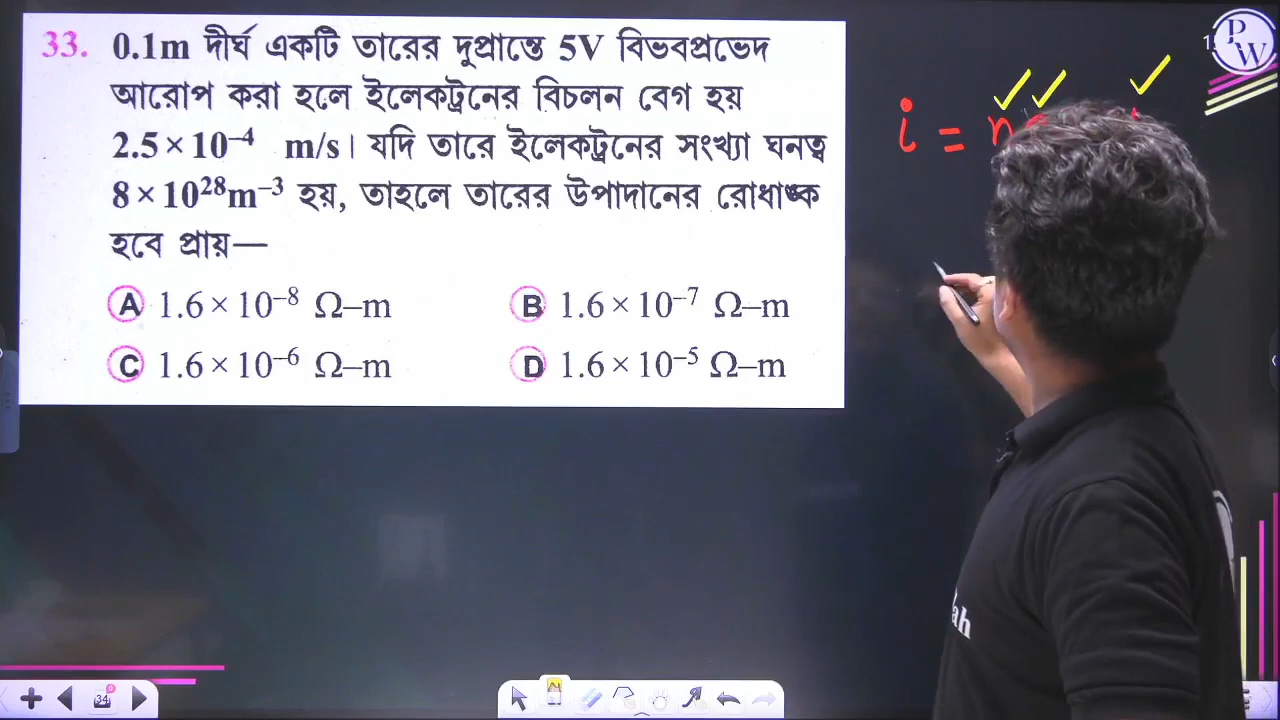 33. 0.1m দীর্ঘ একটি তারের দুপ্রান্তে 5V বিভবপ্রভেদ
আরোপ করা হলে ইলেকট্রনের বিচলন বেগ হয়
2.5×10⁻⁴ m/s। যদি তারে ইলেকট্রনের সংখ্যা ঘনত্ব
8×10²⁸m⁻³ হয়, তাহলে তারের উপাদানের রোধাঙ্ক
হবে প্রায়—
A 1.6×10⁻⁸ Ω–m B 1.6×10⁻⁷ Ω–m
C 1.6×10⁻⁶ Ω–m D 1.6×10⁻⁵ Ω–m
i = n
P W
ah
34